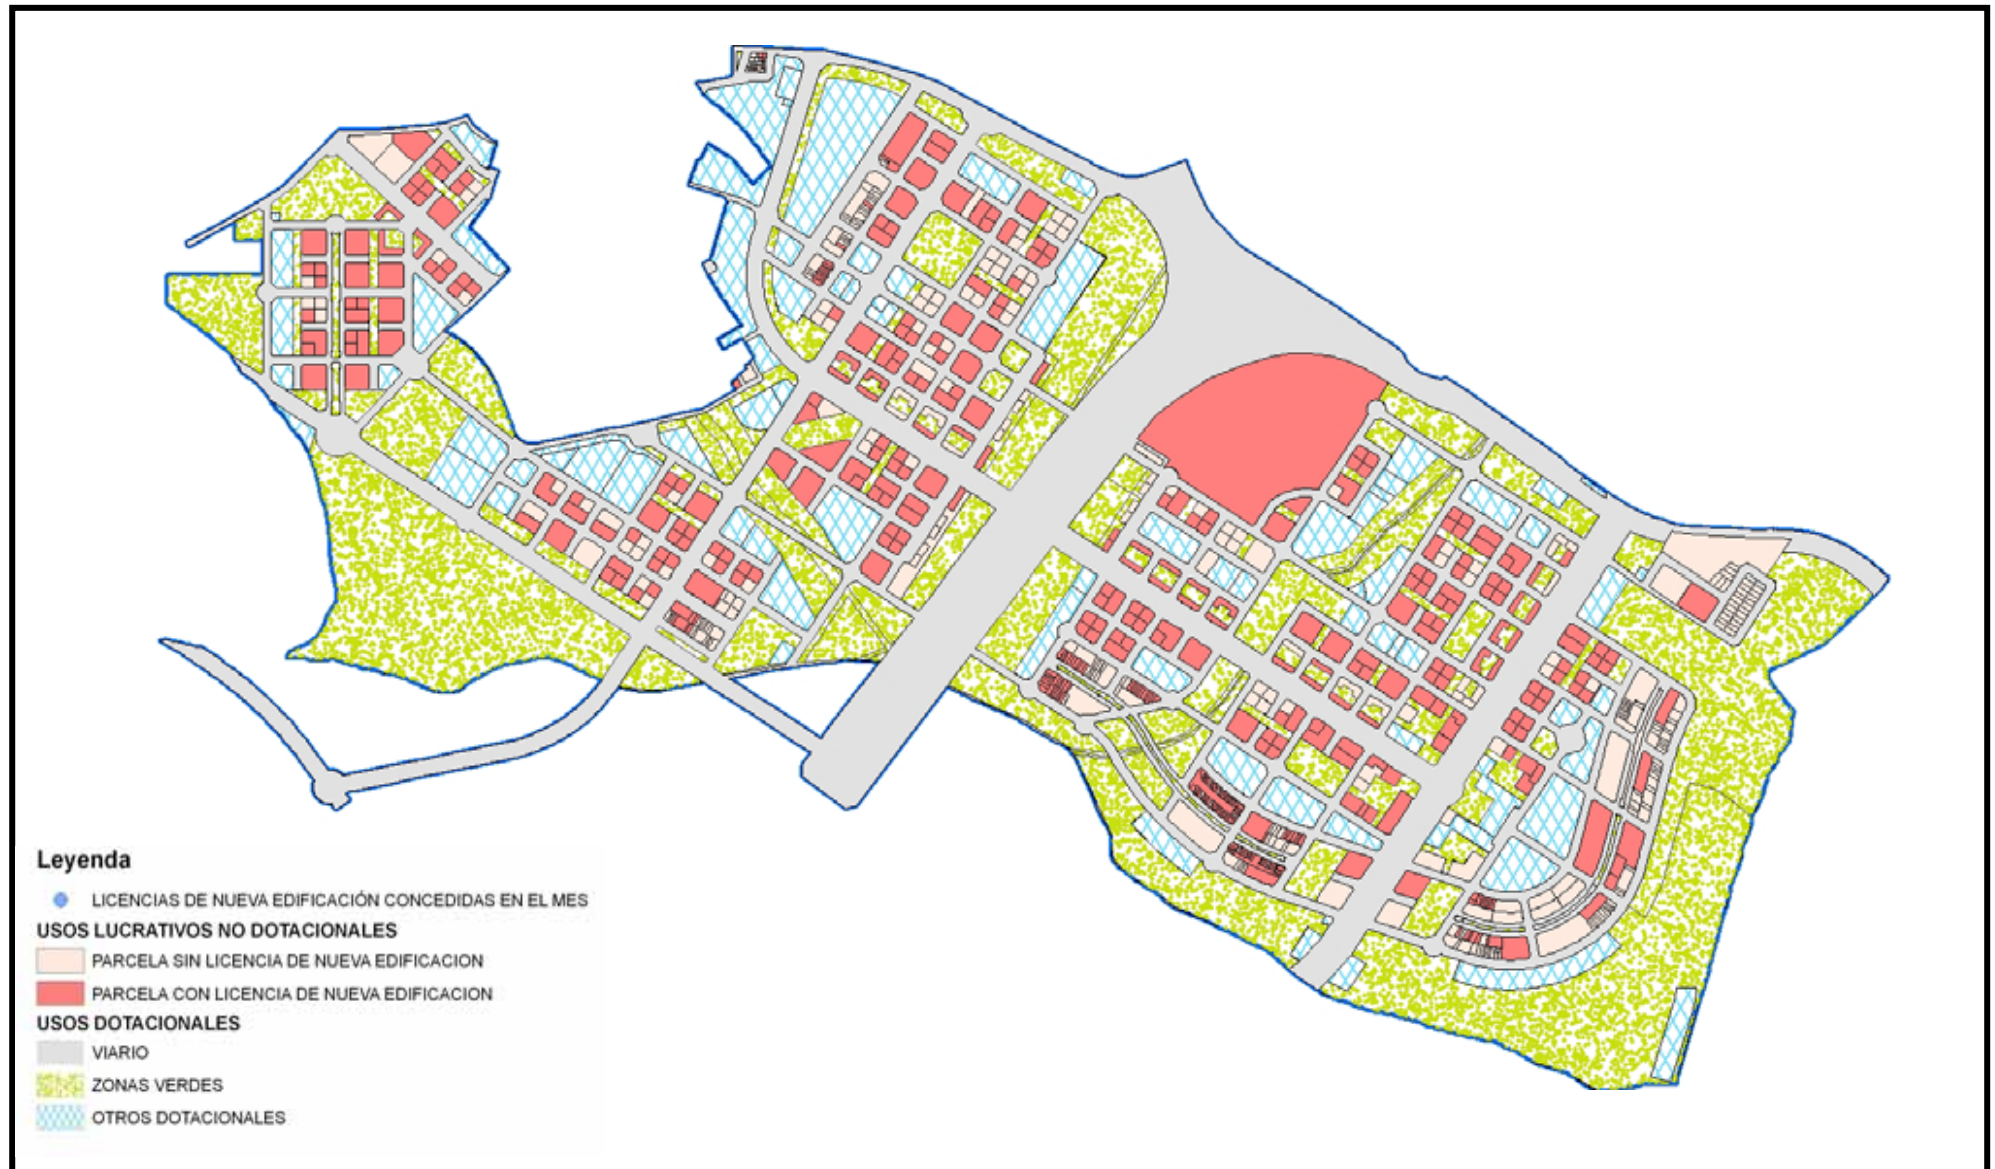 Leyenda
LICENCIAS DE NUEVA EDIFICACIÓN CONCEDIDAS EN EL MES
USOS LUCRATIVOS NO DOTACIONALES
PARCELA SIN LICENCIA DE NUEVA EDIFICACION
PARCELA CON LICENCIA DE NUEVA EDIFICACION
USOS DOTACIONALES
VIARIO
ZONAS VERDES
OTROS DOTACIONALES